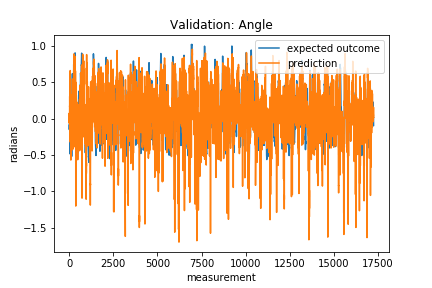 Validation: Angle
expected outcome
prediction
radians
1.0
0.5
0.0
−0.5
−1.0
−1.5
0 2500 5000 7500 10000 12500 15000 17500
measurement